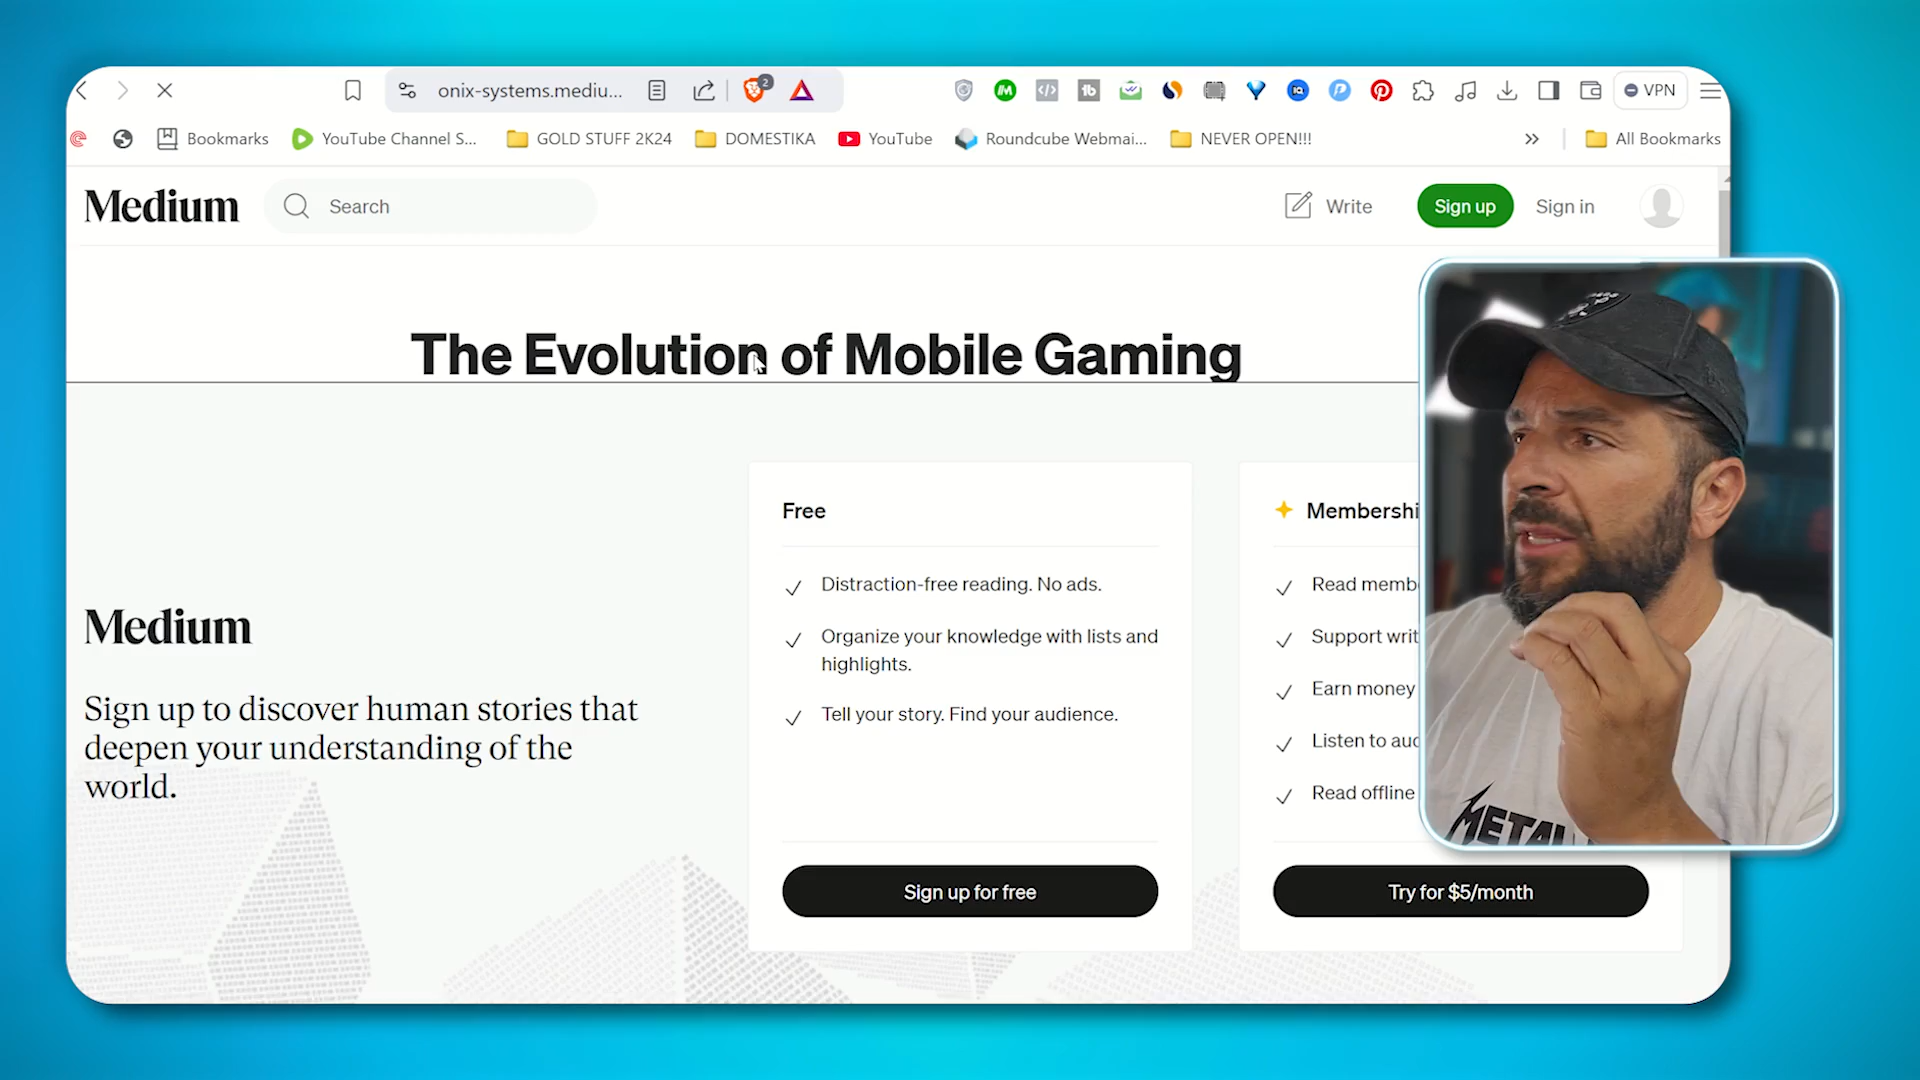 onix-systems.mediu...
2
VPN
Bookmarks
YouTube Channel S...
GOLD STUFF 2K24
DOMESTIKA
YouTube
Roundcube Webmai...
NEVER OPEN!!!
All Bookmarks
Medium
Search
Write
Sign up
Sign in
The Evolution of Mobile Gaming
Medium
Sign up to discover human stories that
deepen your understanding of the
world.
Free
Distraction-free reading. No ads.
Organize your knowledge with lists and
highlights.
Tell your story. Find your audience.
Sign up for free
Membershi
Read memb
Support writ
Earn money
Listen to aud
Read offline
Try for $5/month
METAL